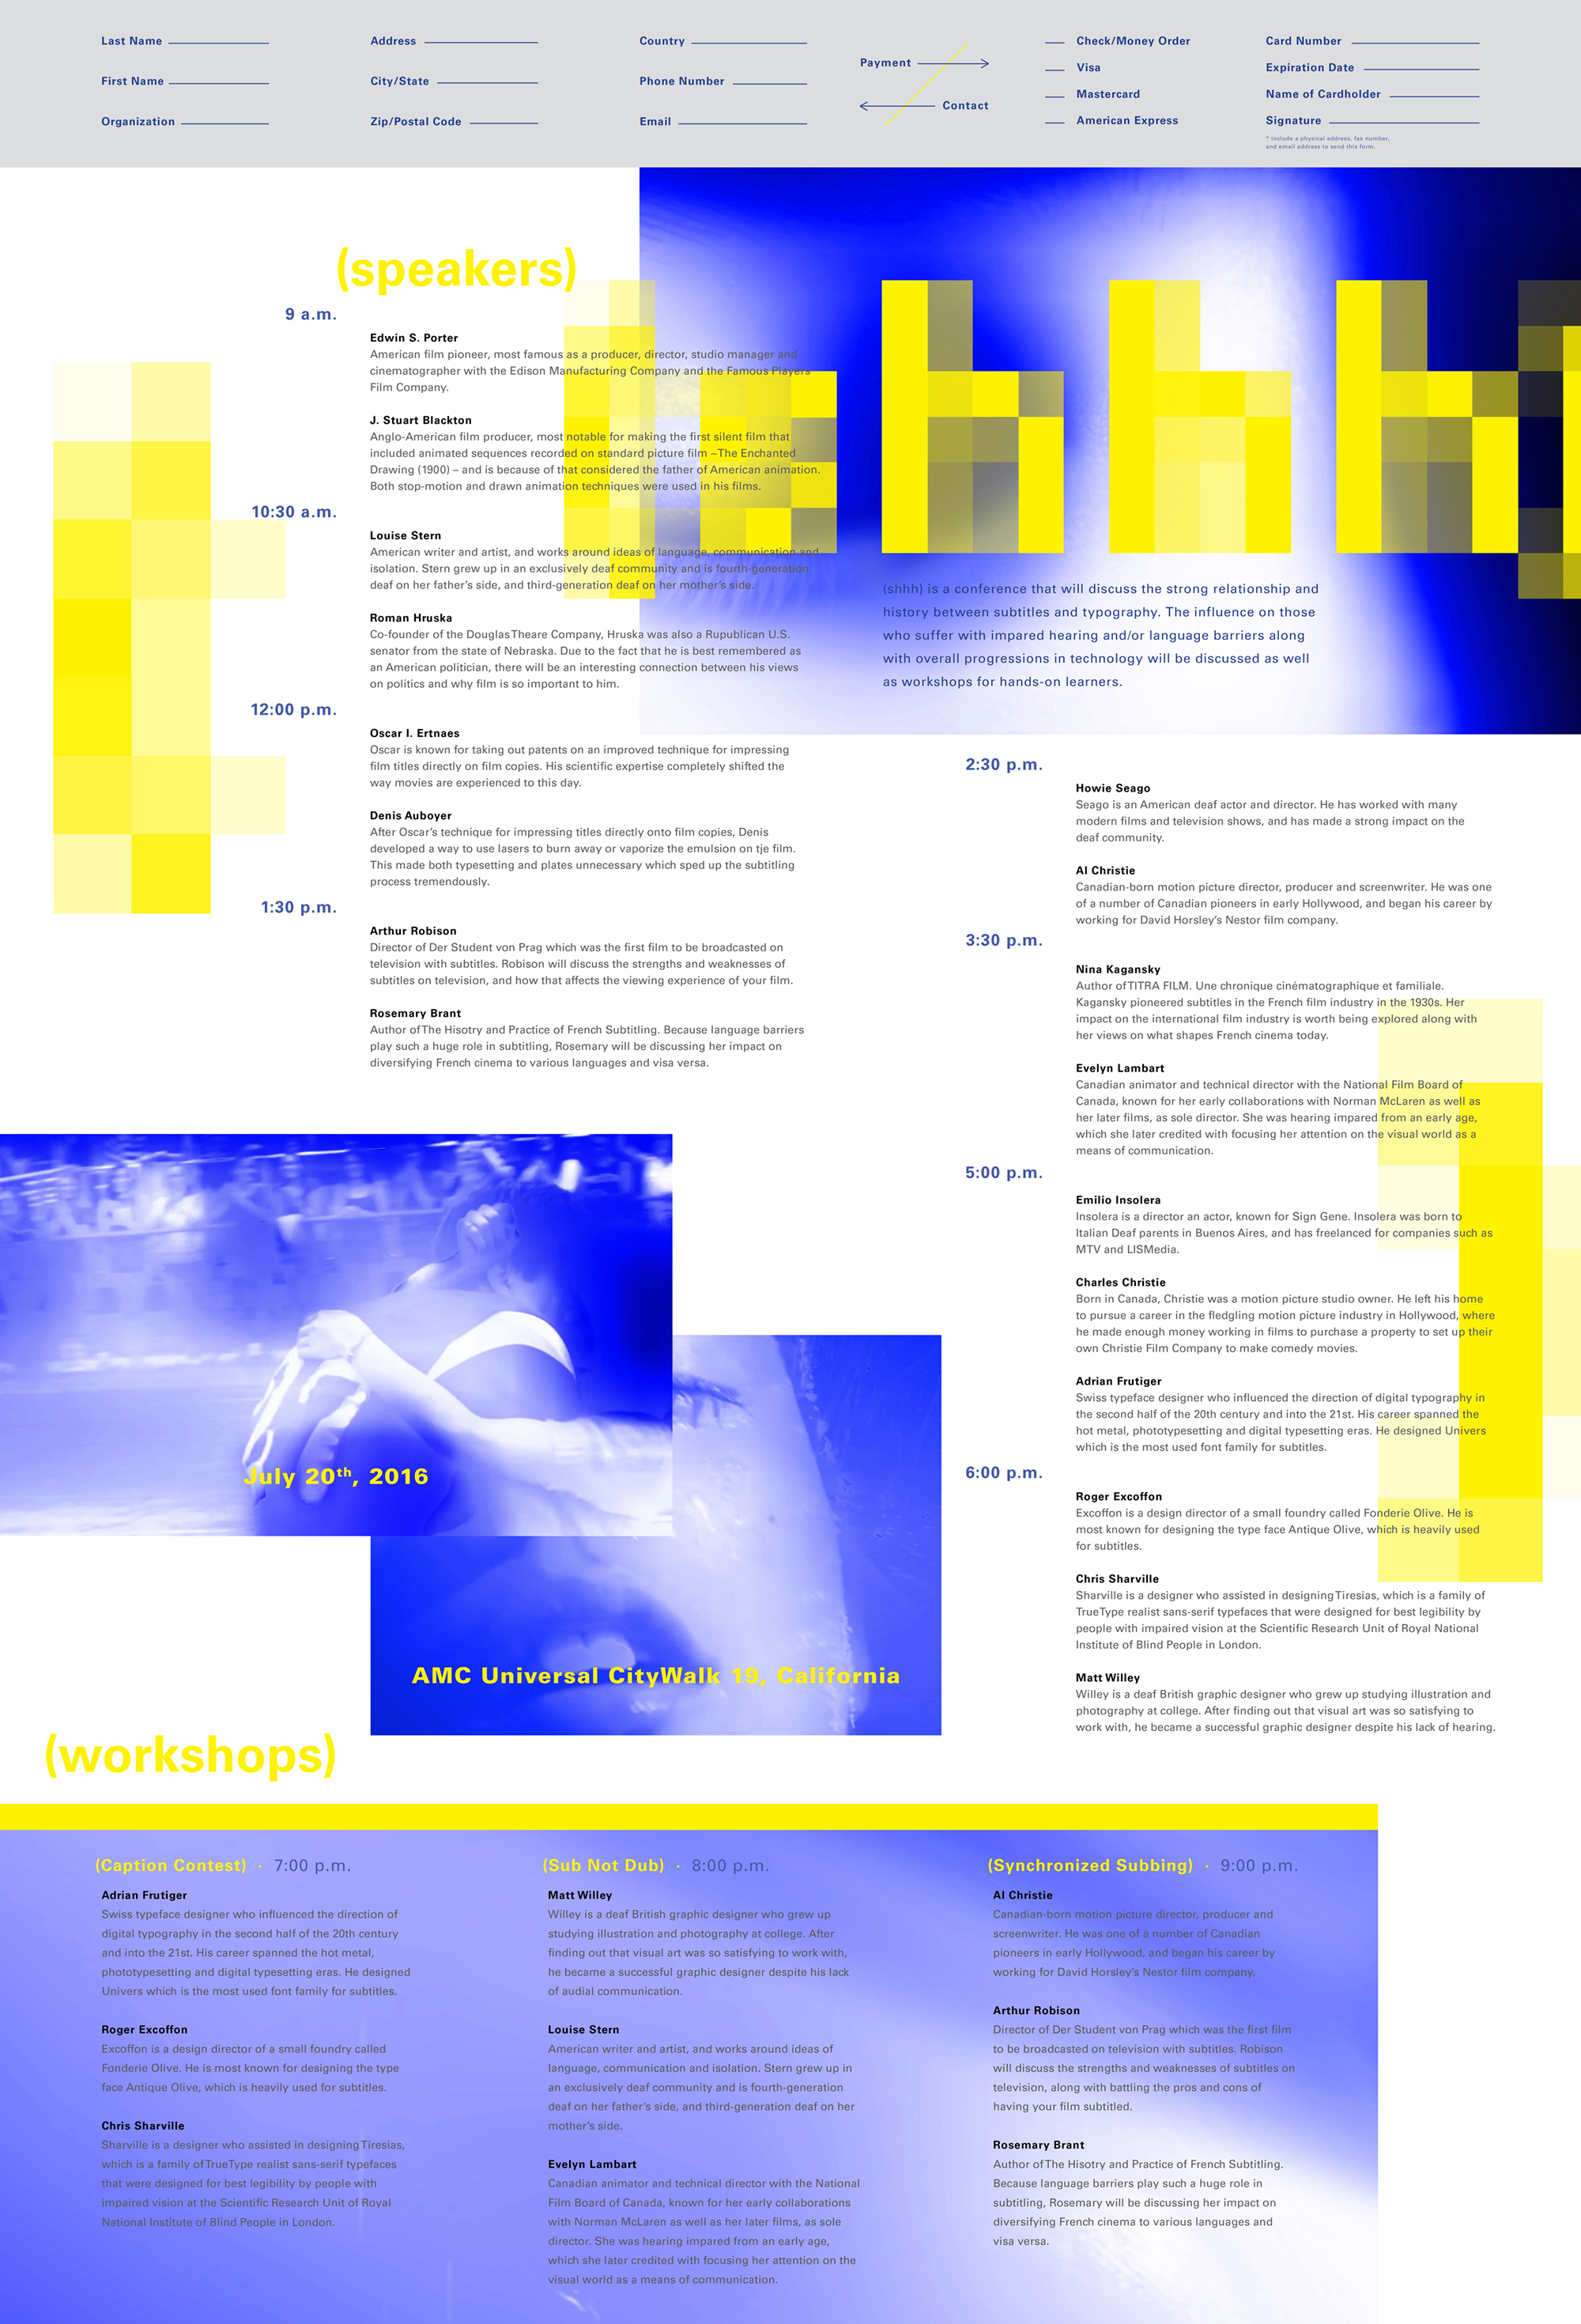 Last Name
First Name
Organization
Address
City/State
Zip/Postal Code
Country
Phone Number
Email
Payment
Contact
Check/Money Order
Visa
Mastercard
American Express
Card Number
Expiration Date
Name of Cardholder
Signature
* include a physical address, fax number,
and email address to send this form.
(speakers)
9 a.m.
Edwin S. Porter
American film pioneer, most famous as a producer, director, studio manager and
cinematographer with the Edison Manufacturing Company and the Famous Players
Film Company.
J. Stuart Blackton
Anglo-American film producer, most notable for making the first silent film that
included animated sequences recorded on standard picture film – The Enchanted
Drawing (1900) – and is because of that considered the father of American animation.
Both stop-motion and drawn animation techniques were used in his films.
10:30 a.m.
Louise Stern
American writer and artist, and works around ideas of language, communication and
isolation. Stern grew up in an exclusively deaf community and is fourth-generation
deaf on her father's side, and third-generation deaf on her mother's side.
Roman Hruska
Co-founder of the Douglas Theare Company, Hruska was also a Rupublican U.S.
senator from the state of Nebraska. Due to the fact that he is best remembered as
an American politician, there will be an interesting connection between his views
on politics and why film is so important to him.
12:00 p.m.
Oscar I. Ertnaes
Oscar is known for taking out patents on an improved technique for impressing
film titles directly on film copies. His scientific expertise completely shifted the
way movies are experienced to this day.
Denis Auboyer
After Oscar's technique for impressing titles directly onto film copies, Denis
developed a way to use lasers to burn away or vaporize the emulsion on tje film.
This made both typesetting and plates unnecessary which sped up the subtitling
process tremendously.
1:30 p.m.
Arthur Robison
Director of Der Student von Prag which was the first film to be broadcasted on
television with subtitles. Robison will discuss the strengths and weaknesses of
subtitles on television, and how that affects the viewing experience of your film.
Rosemary Brant
Author of The Hisotry and Practice of French Subtitling. Because language barriers
play such a huge role in subtitling, Rosemary will be discussing her impact on
diversifying French cinema to various languages and visa versa.
(shhh)
(shhh) is a conference that will discuss the strong relationship and
history between subtitles and typography. The influence on those
who suffer with impared hearing and/or language barriers along
with overall progressions in technology will be discussed as well
as workshops for hands-on learners.
2:30 p.m.
Howie Seago
Seago is an American deaf actor and director. He has worked with many
modern films and television shows, and has made a strong impact on the
deaf community.
Al Christie
Canadian-born motion picture director, producer and screenwriter. He was one
of a number of Canadian pioneers in early Hollywood, and began his career by
working for David Horsley's Nestor film company.
3:30 p.m.
Nina Kagansky
Author of TITRA FILM. Une chronique cinématographique et familiale.
Kagansky pioneered subtitles in the French film industry in the 1930s. Her
impact on the international film industry is worth being explored along with
her views on what shapes French cinema today.
Evelyn Lambart
Canadian animator and technical director with the National Film Board of
Canada, known for her early collaborations with Norman McLaren as well as
her later films, as sole director. She was hearing impared from an early age,
which she later credited with focusing her attention on the visual world as a
means of communication.
5:00 p.m.
Emilio Insolera
Insolera is a director an actor, known for Sign Gene. Insolera was born to
Italian Deaf parents in Buenos Aires, and has freelanced for companies such as
MTV and LISMedia.
Charles Christie
Born in Canada, Christie was a motion picture studio owner. He left his home
to pursue a career in the fledgling motion picture industry in Hollywood, where
he made enough money working in films to purchase a property to set up their
own Christie Film Company to make comedy movies.
Adrian Frutiger
Swiss typeface designer who influenced the direction of digital typography in
the second half of the 20th century and into the 21st. His career spanned the
hot metal, phototypesetting and digital typesetting eras. He designed Univers
which is the most used font family for subtitles.
6:00 p.m.
Roger Excoffon
Excoffon is a design director of a small foundry called Fonderie Olive. He is
most known for designing the type face Antique Olive, which is heavily used
for subtitles.
Chris Sharville
Sharville is a designer who assisted in designing Tiresias, which is a family of
TrueType realist sans-serif typefaces that were designed for best legibility by
people with impaired vision at the Scientific Research Unit of Royal National
Institute of Blind People in London.
Matt Willey
Willey is a deaf British graphic designer who grew up studying illustration and
photography at college. After finding out that visual art was so satisfying to
work with, he became a successful graphic designer despite his lack of hearing.
July 20th, 2016
AMC Universal CityWalk 19, California
(workshops)
(Caption Contest) · 7:00 p.m.
Adrian Frutiger
Swiss typeface designer who influenced the direction of
digital typography in the second half of the 20th century
and into the 21st. His career spanned the hot metal,
phototypesetting and digital typesetting eras. He designed
Univers which is the most used font family for subtitles.
Roger Excoffon
Excoffon is a design director of a small foundry called
Fonderie Olive. He is most known for designing the type
face Antique Olive, which is heavily used for subtitles.
Chris Sharville
Sharville is a designer who assisted in designing Tiresias,
which is a family of TrueType realist sans-serif typefaces
that were designed for best legibility by people with
impaired vision at the Scientific Research Unit of Royal
National Institute of Blind People in London.
(Sub Not Dub) · 8:00 p.m.
Matt Willey
Willey is a deaf British graphic designer who grew up
studying illustration and photography at college. After
finding out that visual art was so satisfying to work with,
he became a successful graphic designer despite his lack
of audial communication.
Louise Stern
American writer and artist, and works around ideas of
language, communication and isolation. Stern grew up in
an exclusively deaf community and is fourth-generation
deaf on her father's side, and third-generation deaf on her
mother's side.
Evelyn Lambart
Canadian animator and technical director with the National
Film Board of Canada, known for her early collaborations
with Norman McLaren as well as her later films, as sole
director. She was hearing impared from an early age,
which she later credited with focusing her attention on the
visual world as a means of communication.
(Synchronized Subbing) · 9:00 p.m.
Al Christie
Canadian-born motion picture director, producer and
screenwriter. He was one of a number of Canadian
pioneers in early Hollywood, and began his career by
working for David Horsley's Nestor film company.
Arthur Robison
Director of Der Student von Prag which was the first film
to be broadcasted on television with subtitles. Robison
will discuss the strengths and weaknesses of subtitles on
television, along with battling the pros and cons of
having your film subtitled.
Rosemary Brant
Author of The Hisotry and Practice of French Subtitling.
Because language barriers play such a huge role in
subtitling, Rosemary will be discussing her impact on
diversifying French cinema to various languages and
visa versa.